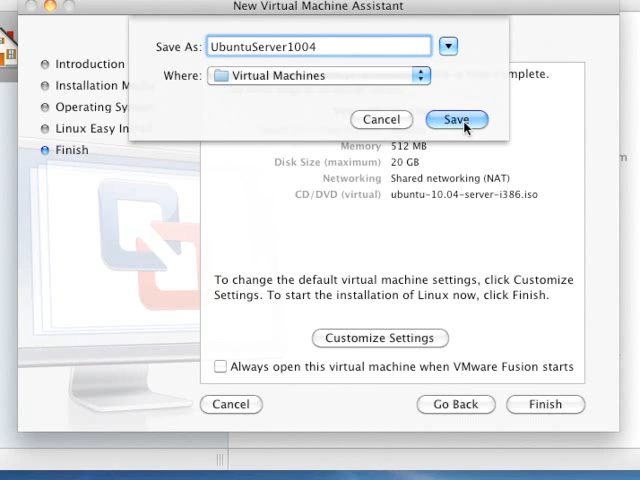 New Virtual Machine Assistant
Save As: UbuntuServer1004
Where: Virtual Machines
Cancel Save
Introduction
Installation M
Operating Sy
Linux Easy In
Finish
complete.
Memory 512 MB
Disk Size (maximum) 20 GB
Networking Shared networking (NAT)
CD/DVD (virtual) ubuntu-10.04-server-i386.iso
To change the default virtual machine settings, click Customize
Settings. To start the installation of Linux now, click Finish.
Customize Settings
Always open this virtual machine when VMware Fusion starts
Cancel Go Back Finish